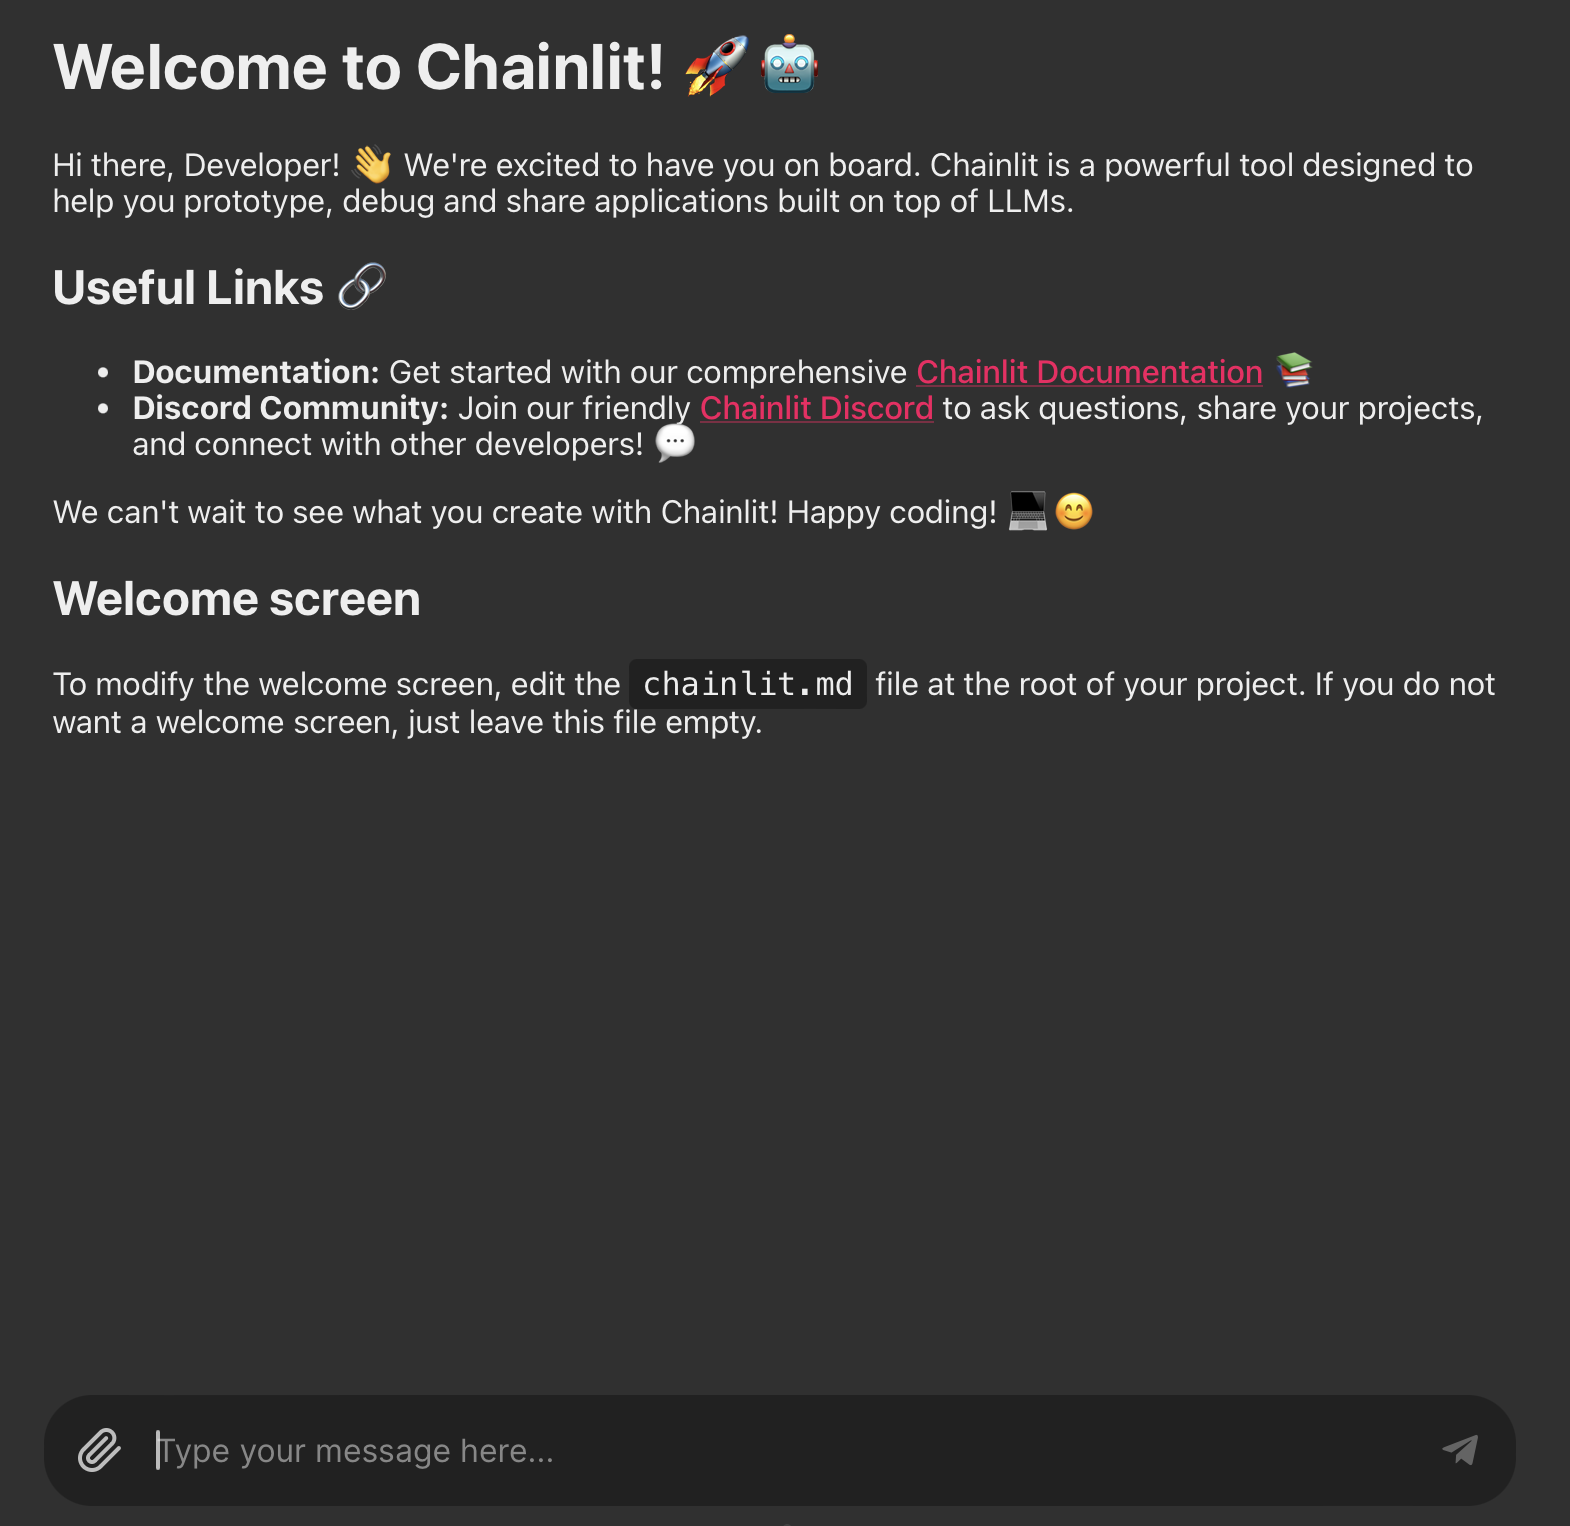 Welcome to Chainlit! 🚀🤖
Hi there, Developer! 👋 We're excited to have you on board. Chainlit is a powerful tool designed to
help you prototype, debug and share applications built on top of LLMs.
Useful Links 🔗
• Documentation: Get started with our comprehensive Chainlit Documentation 📚
• Discord Community: Join our friendly Chainlit Discord to ask questions, share your projects,
and connect with other developers! 💬
We can't wait to see what you create with Chainlit! Happy coding! 💻😊
Welcome screen
To modify the welcome screen, edit the chainlit.md file at the root of your project. If you do not
want a welcome screen, just leave this file empty.
Type your message here...